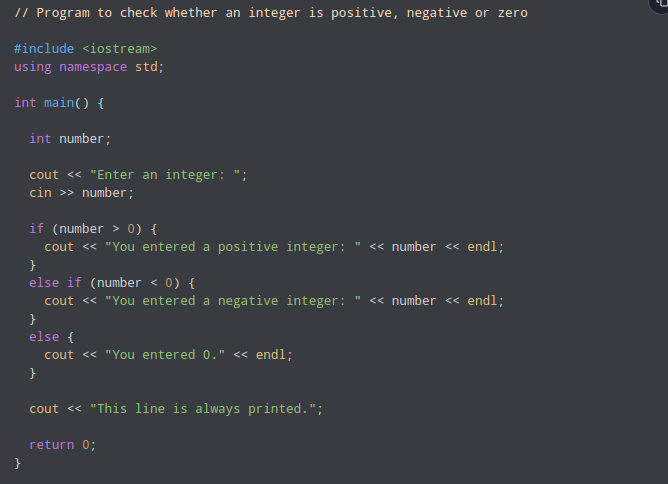 // Program to check whether an integer is positive, negative or zero
#include <iostream>
using namespace std;
int main() {
int number;
cout << "Enter an integer: ";
cin >> number;
if (number > 0) {
cout << "You entered a positive integer: " << number << endl;
}
else if (number < 0) {
cout << "You entered a negative integer: " << number << endl;
}
else {
cout << "You entered 0." << endl;
}
cout << "This line is always printed.";
return 0;
}